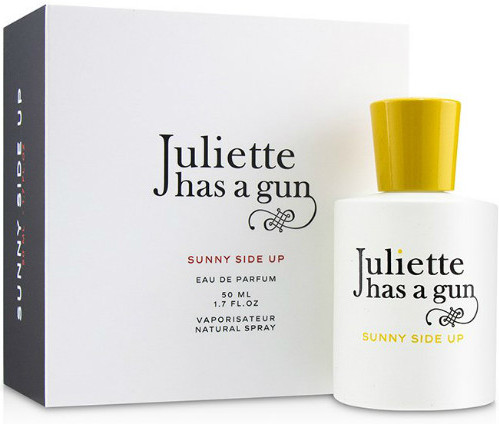 SUNNY SIDE UP
Juliette
has a gun
SUNNY SIDE UP
EAU DE PARFUM
50 ML
1.7 FL.OZ
VAPORISATEUR
NATURAL SPRAY
Juliette
has a gun
SUNNY SIDE UP